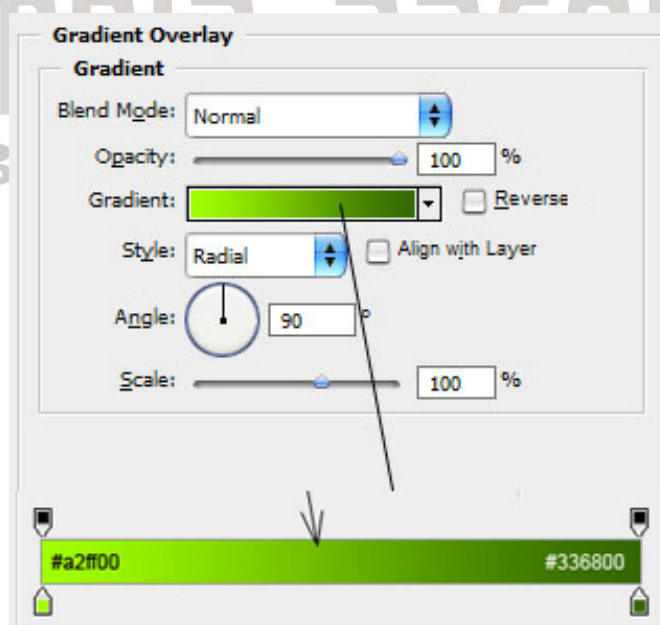 Gradient Overlay
Gradient
Blend Mode: Normal
Opacity: 100 %
Gradient: Reverse
Style: Radial Align with Layer
Angle: 90 °
Scale: 100 %
#a2ff00 #336800